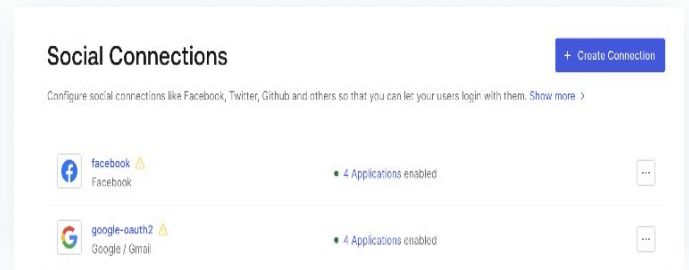 Social Connections
+ Create Connection
Configure social connections like Facebook, Twitter, Github and others so that you can let your users login with them. Show more >
facebook
Facebook
4 Applications enabled
...
google-oauth2
Google / Gmail
4 Applications enabled
...